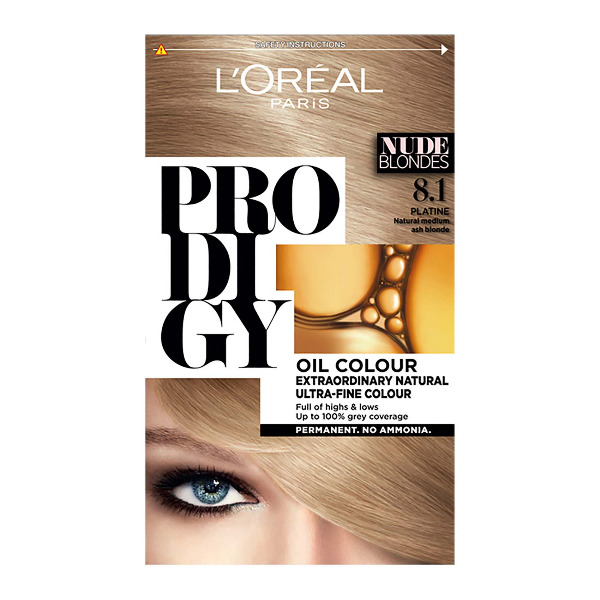 SAFETY INSTRUCTIONS
L'ORÉAL
PARIS
NUDE
BLONDES
8.1
PLATINE
Natural medium
ash blonde
PRO
DI
GY
OIL COLOUR
EXTRAORDINARY NATURAL
ULTRA-FINE COLOUR
Full of highs & lows
Up to 100% grey coverage
PERMANENT. NO AMMONIA.